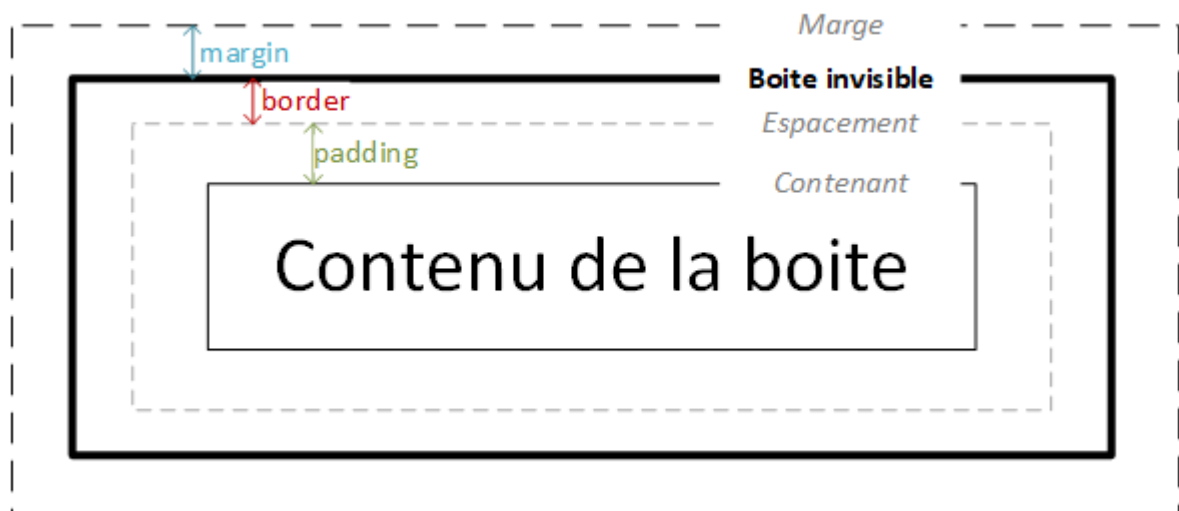 Marge
margin
Boite invisible
border
Espacement
padding
Contenant
Contenu de la boite